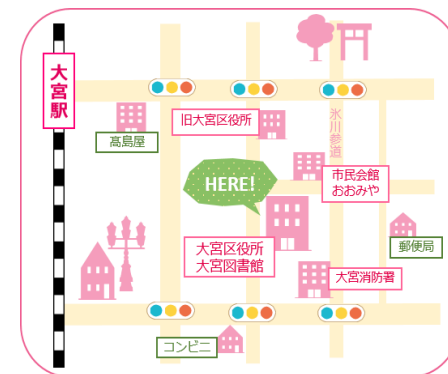 大宮駅
髙島屋
旧大宮区役所
氷川参道
市民会館
おおみや
HERE!
大宮区役所
大宮図書館
郵便局
大宮消防署
コンビニ